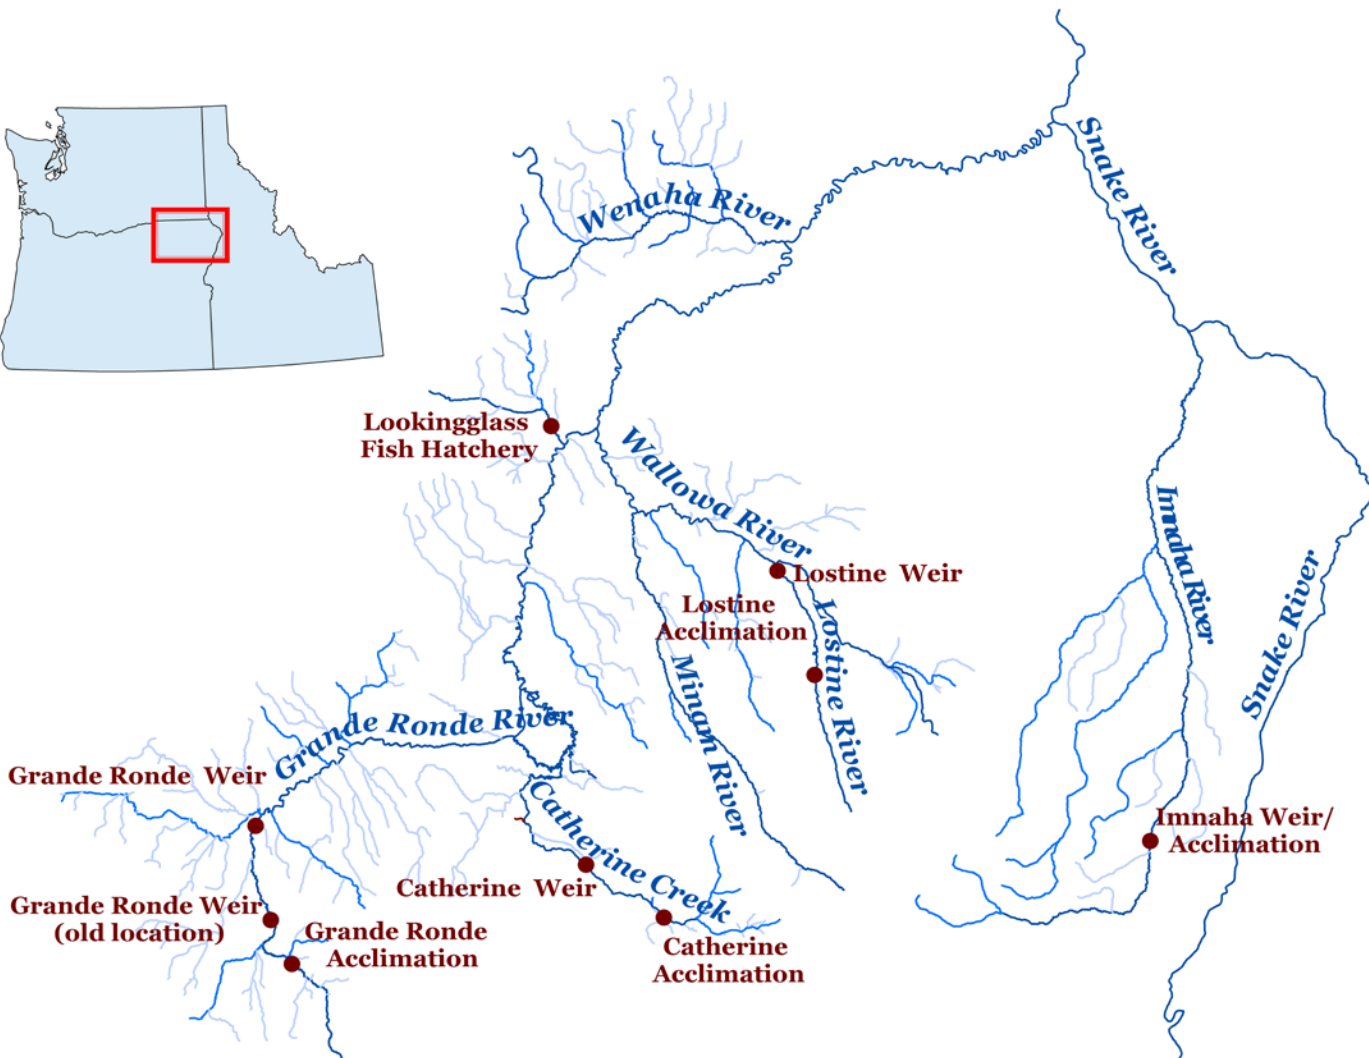 Snake River
Wenaha River
Lookingglass
Fish Hatchery
Wallowa River
Imnaha River
Lostine Weir
Lostine
Acclimation
Lostine River
Snake River
Minam River
Grande Ronde River
Grande Ronde Weir
Catherine Creek
Imnaha Weir/
Acclimation
Catherine Weir
Grande Ronde Weir
(old location)
Grande Ronde
Acclimation
Catherine
Acclimation